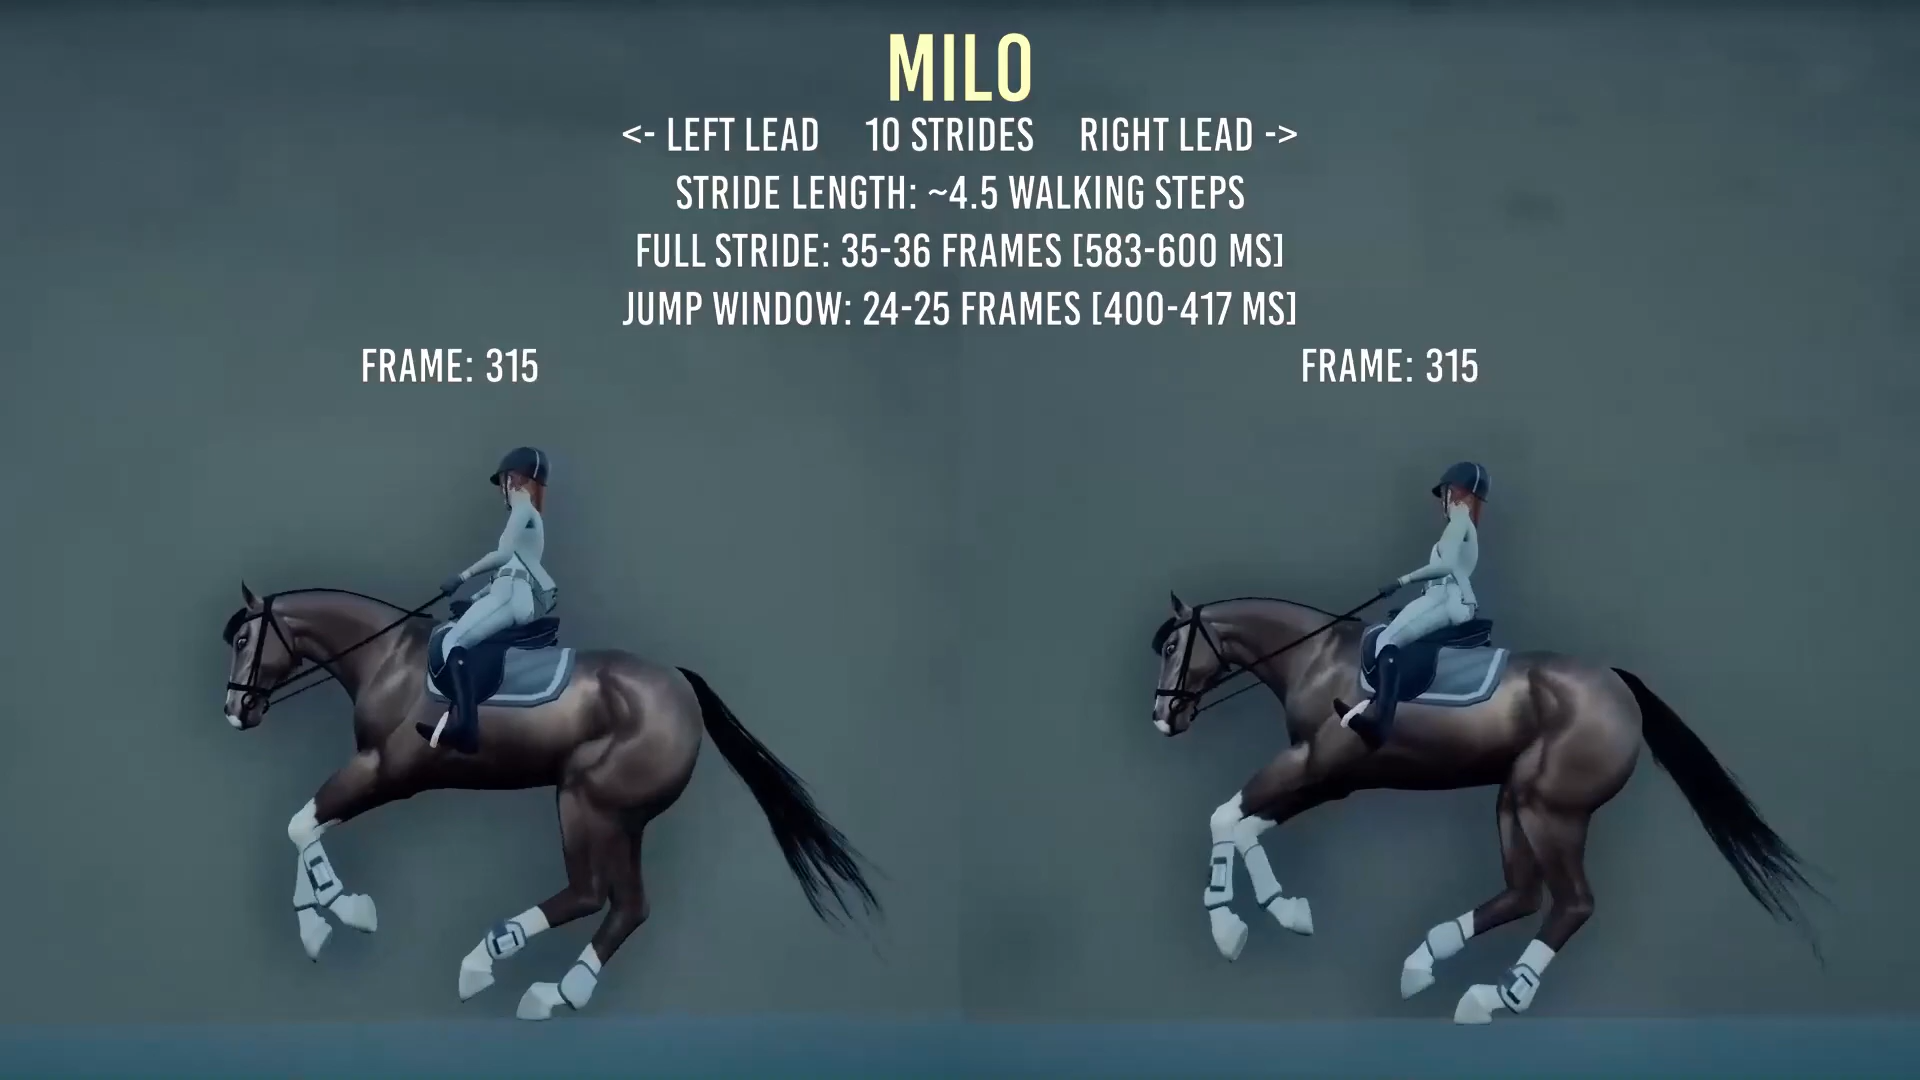 MILO
<- LEFT LEAD 10 STRIDES RIGHT LEAD ->
STRIDE LENGTH: ~4.5 WALKING STEPS
FULL STRIDE: 35-36 FRAMES [583-600 MS]
JUMP WINDOW: 24-25 FRAMES [400-417 MS]
FRAME: 315 FRAME: 315